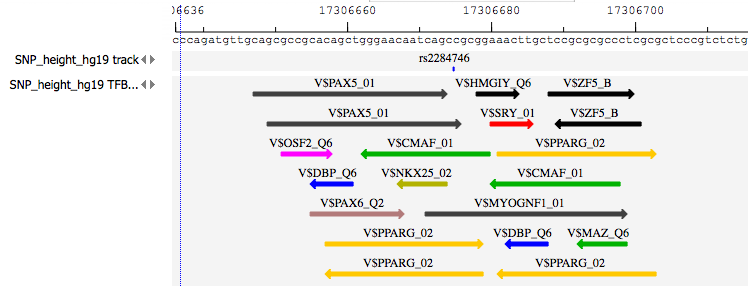 06636
17306660
17306680
17306700
cccagatgttgcagcgccgcacagctgggaacaatcagcgcggaaacttgctccgcgcgccctcggcgctcccgtctctg
SNP_height_hg19 track
rs2284746
SNP_height_hg19 TFB...
V$PAX5_01
V$HMGIY_Q6
V$ZF5_B
V$PAX5_01
V$SRY_01
V$ZF5_B
V$OSF2_Q6
V$CMAF_01
V$PPARG_02
V$DBP_Q6
V$NKX25_02
V$CMAF_01
V$PAX6_Q2
V$MYOGNF1_01
V$PPARG_02
V$DBP_Q6
V$MAZ_Q6
V$PPARG_02
V$PPARG_02